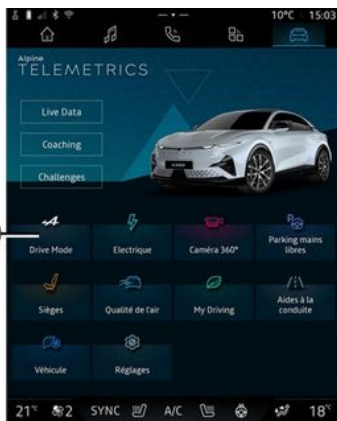 10°C 15:03
Alpine
TELEMETRICS
Live Data
Coaching
Challenges
Drive Mode
Electrique
Caméra 360°
Parking mains
libres
Sièges
Qualité de l'air
My Driving
Aides à la
conduite
Véhicule
Réglages
21°C 2 SYNC A/C 18°C